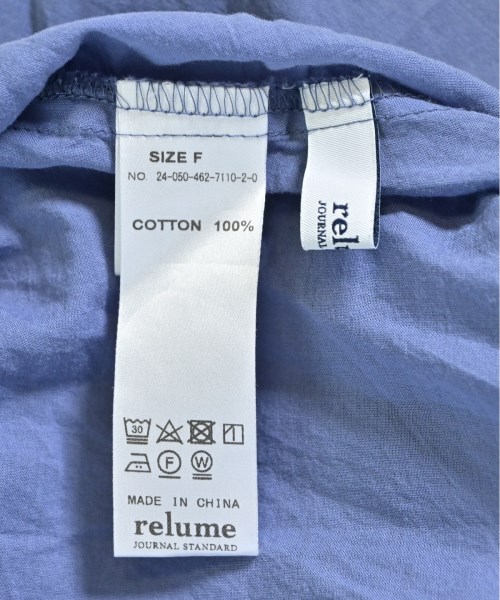 SIZE F
NO. 24-050-462-7110-2-0
COTTON 100%
30
F W
MADE IN CHINA
relume
JOURNAL STANDARD
relu
JOURNAL